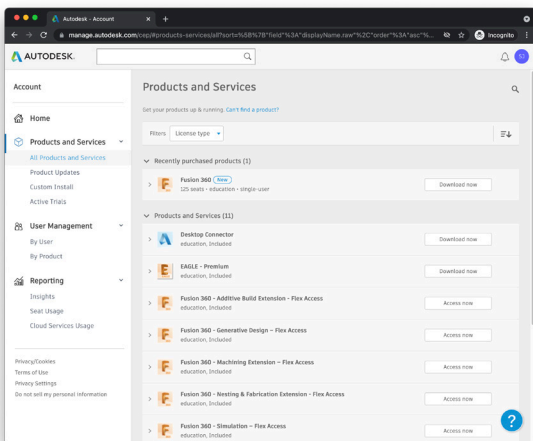 Autodesk - Account
manage.autodesk.com/cep/#products-services/all?sort=%5B%7B"field"%3A"displayName.raw"%2C"order"%3A"asc"%...
Incognito
AUTODESK.
Account
Home
Products and Services
All Products and Services
Product Updates
Custom Install
Active Trials
User Management
By User
By Product
Reporting
Insights
Seat Usage
Cloud Services Usage
Privacy/Cookies
Terms of Use
Privacy Settings
Do not sell my personal information
Products and Services
Get your products up & running. Can't find a product?
Filters License type
Recently purchased products (1)
Fusion 360 New
125 seats • education • single-user
Download now
Products and Services (11)
Desktop Connector
education, Included
Download now
EAGLE - Premium
education, Included
Download now
Fusion 360 - Additive Build Extension - Flex Access
education, Included
Access now
Fusion 360 - Generative Design – Flex Access
education, Included
Access now
Fusion 360 - Machining Extension – Flex Access
education, Included
Access now
Fusion 360 - Nesting & Fabrication Extension - Flex Access
education, Included
Access now
Fusion 360 - Simulation – Flex Access
education, Included
Access now
?